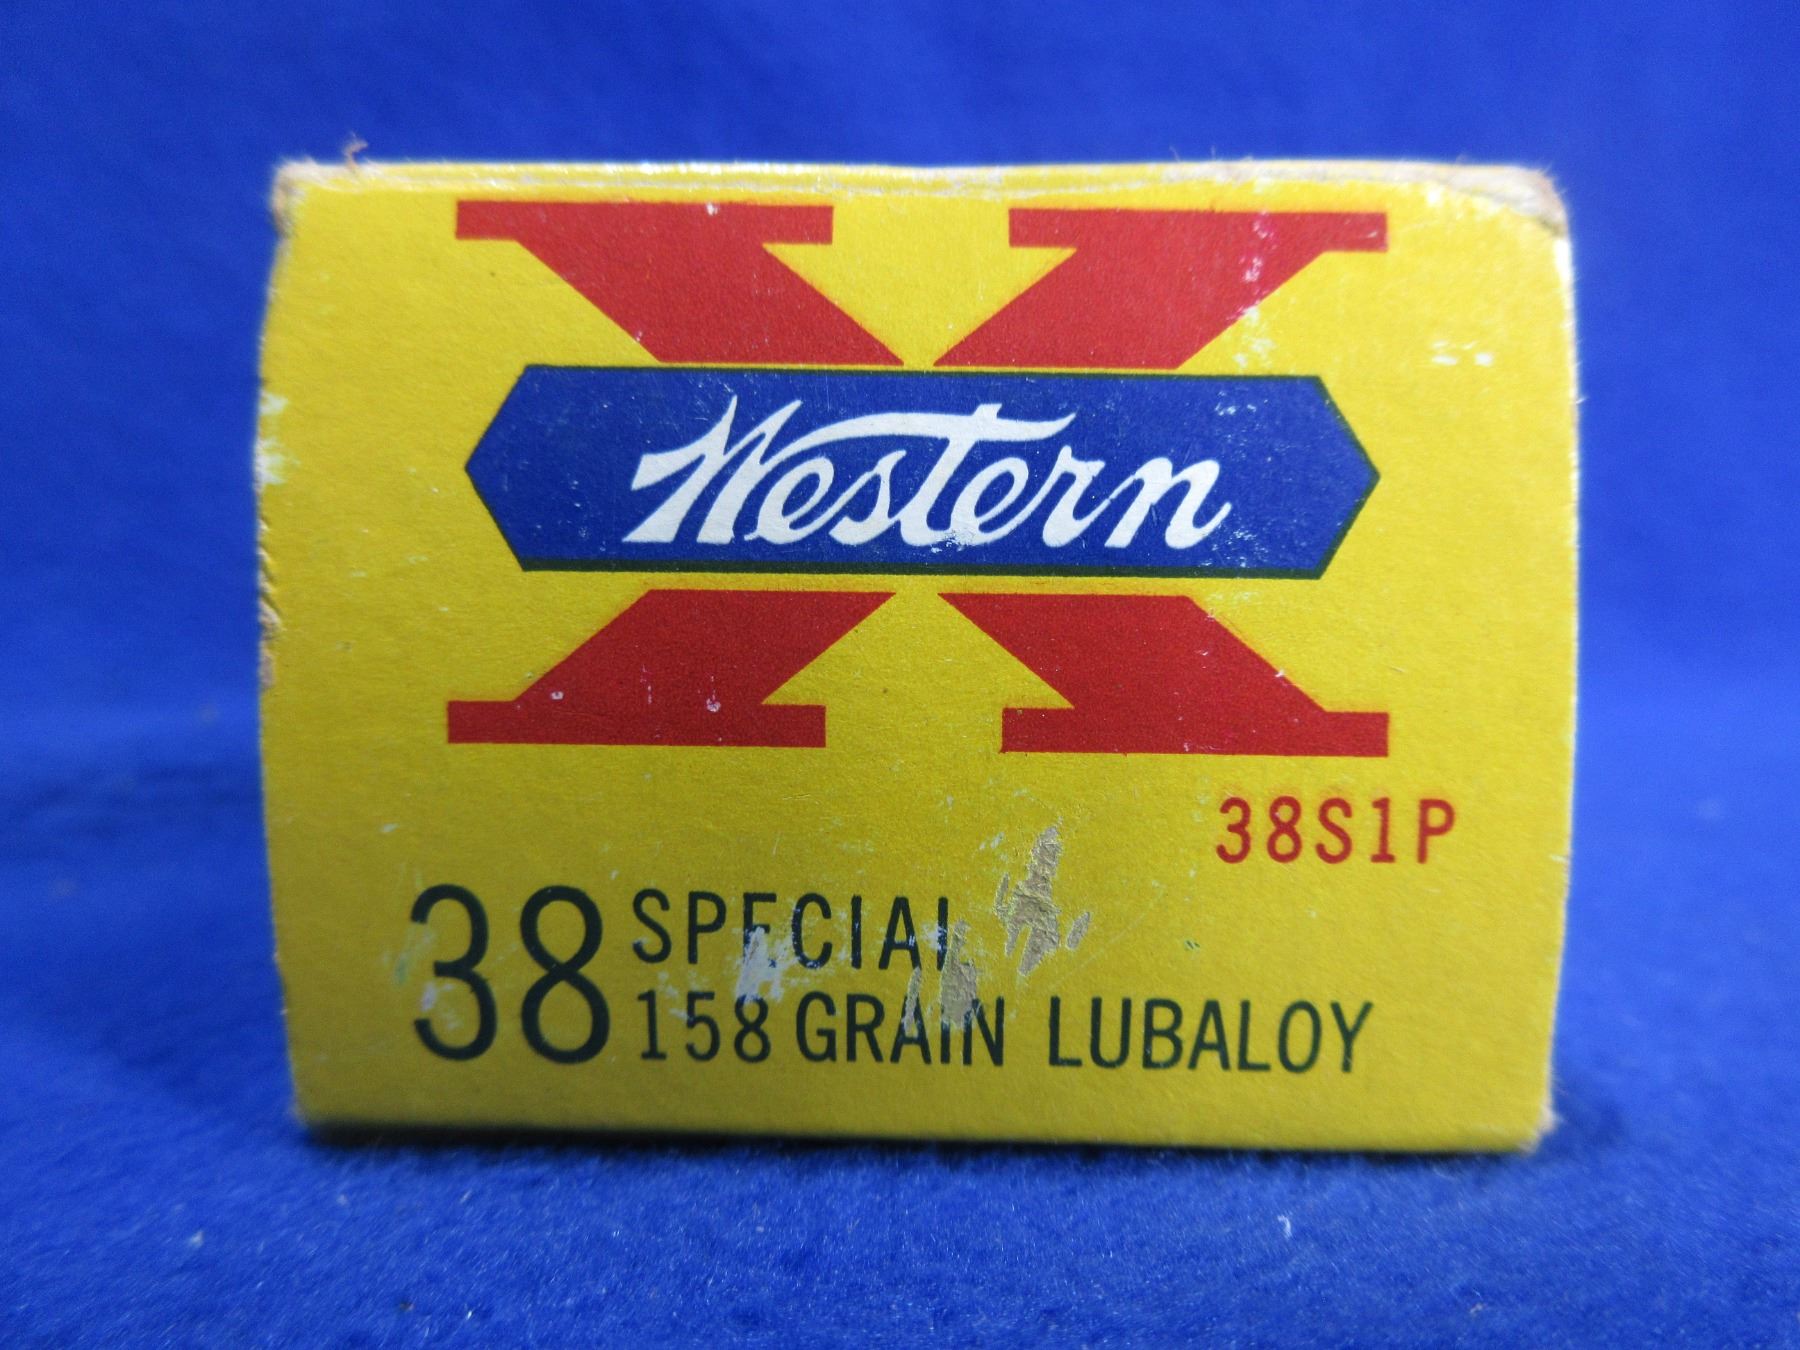 X
Western
38S1P
38 SPECIAL
158 GRAIN LUBALOY